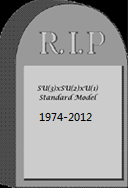 R.I.P
SU(3)xSU(2)xU(1)
Standard Model
1974-2012